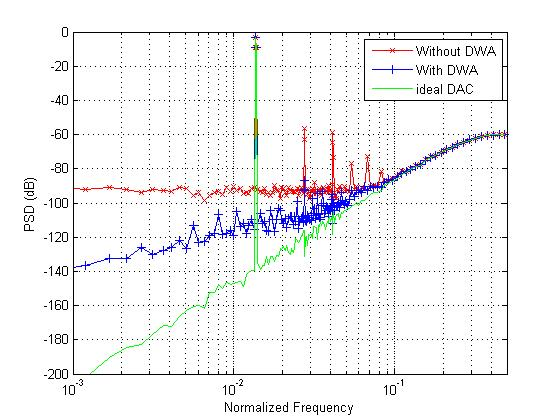 0
-20
-40
-60
-80
-100
-120
-140
-160
-180
-200
PSD (dB)
Without DWA
With DWA
ideal DAC
10^-3
10^-2
10^-1
Normalized Frequency